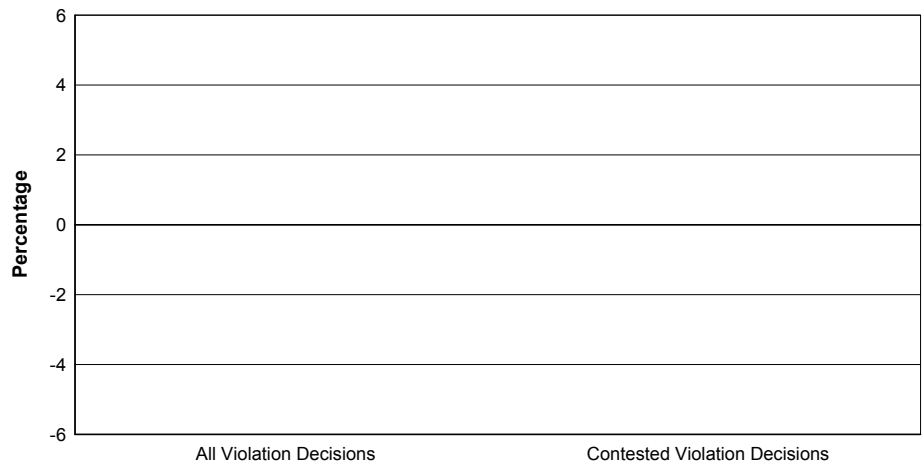 6
4
2
0
-2
-4
-6
Percentage
All Violation Decisions
Contested Violation Decisions